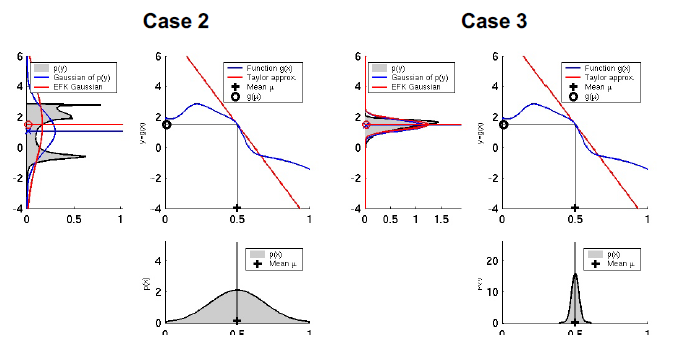 Case 2
Case 3
6
4
2
0
-2
-4
0
0.5
1
p(y)
Gaussian of p(y)
EFK Gaussian
6
4
2
0
-2
-4
0
0.5
1
Function g(x)
Taylor approx.
Mean μ
g(μ)
6
4
2
0
-2
-4
0
0.5
1
1.5
p(y)
Gaussian of p(y)
EFK Gaussian
y=g(x)
6
4
2
0
-2
-4
0
0.5
1
Function g(x)
Taylor approx.
Mean μ
g(μ)
p(x)
4
2
0
0
0.5
1
p(x)
Mean μ
20
10
0
0
0.5
1
p(x)
Mean μ